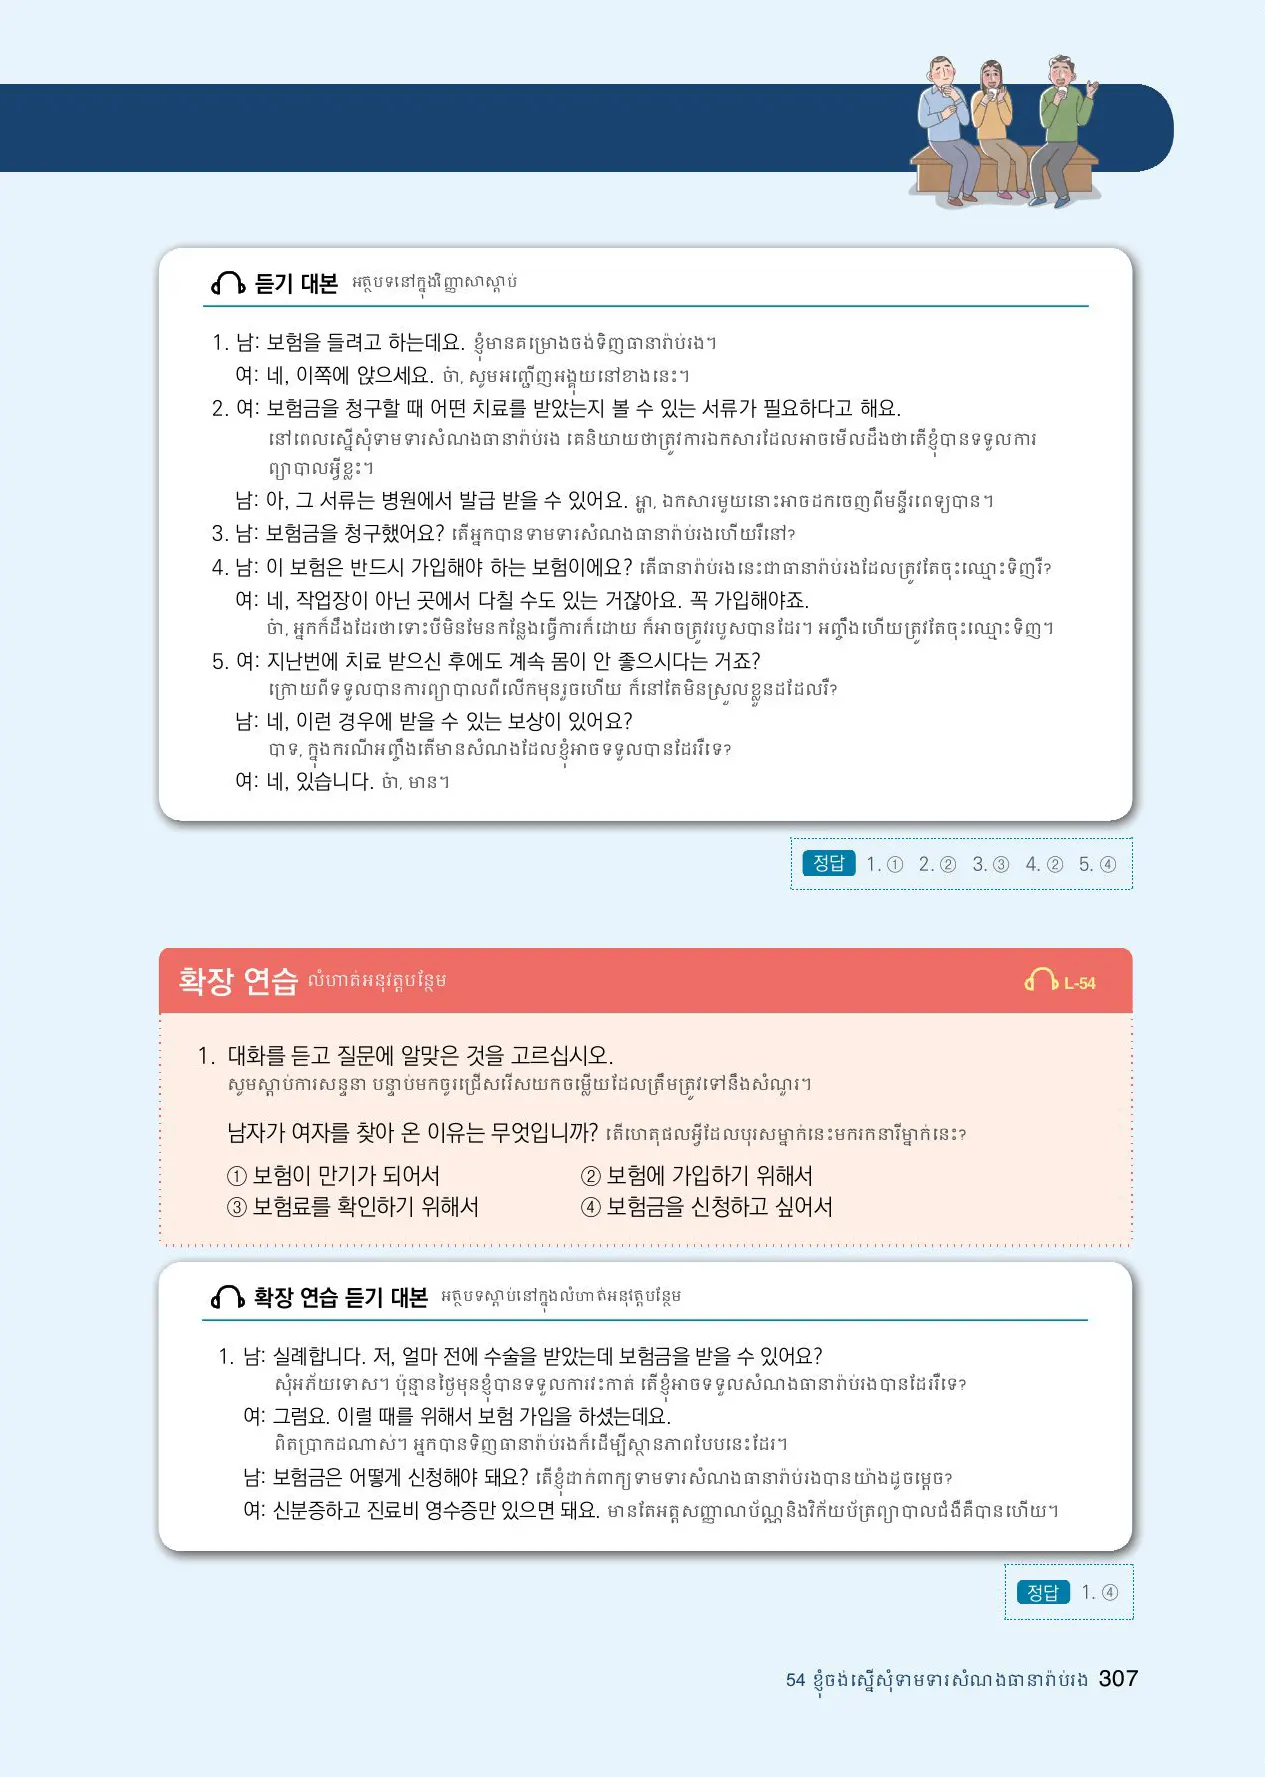 듣기 대본 អត្ថបទនៅក្នុងវិញ្ញាសាស្តាប់
1. 남: 보험을 들려고 하는데요. ខ្ញុំមានគម្រោងចង់ទិញធានារ៉ាប់រង។
여: 네, 이쪽에 앉으세요. ចាំ, សូមអញ្ជើញអង្គុយនៅខាងនេះ។
2. 여: 보험금을 청구할 때 어떤 치료를 받았는지 볼 수 있는 서류가 필요하다고 해요.
នៅពេលស្នើសុំទាមទារសំណងធានារ៉ាប់រង គេនិយាយថាត្រូវការឯកសារដែលអាចមើលដឹងថាតើខ្ញុំបានទទួលការ
ព្យាបាលអ្វីខ្លះ។
남: 아, 그 서류는 병원에서 발급 받을 수 있어요. អ្ហា, ឯកសារមួយនោះអាចដកចេញពីមន្ទីរពេទ្យបាន។
3. 남: 보험금을 청구했어요? តើអ្នកបានទាមទារសំណងធានារ៉ាប់រងហើយរឺនៅ?
4. 남: 이 보험은 반드시 가입해야 하는 보험이에요? តើធានារ៉ាប់រងនេះជាធានារ៉ាប់រងដែលត្រូវតែចុះឈ្មោះទិញរឺ?
여: 네, 작업장이 아닌 곳에서 다칠 수도 있는 거잖아요. 꼭 가입해야죠.
ចាំ, អ្នកក៏ដឹងដែរថាទោះបីមិនមែនកន្លែងធ្វើការក៏ដោយ ក៏អាចត្រូវរបួសបានដែរ។ អញ្ចឹងហើយត្រូវតែចុះឈ្មោះទិញ។
5. 여: 지난번에 치료 받으신 후에도 계속 몸이 안 좋으시다는 거죠?
ក្រោយពីទទួលបានការព្យាបាលពីលើកមុនរួចហើយ ក៏នៅតែមិនស្រួលខ្លួនដដែលរឺ?
남: 네, 이런 경우에 받을 수 있는 보상이 있어요?
បាទ, ក្នុងករណីអញ្ចឹងតើមានសំណងដែលខ្ញុំអាចទទួលបានដែររឺទេ?
여: 네, 있습니다. ចាំ, មាន។
정답 1. ① 2. ② 3. ③ 4. ② 5. ④
확장 연습 លំហាត់អនុវត្តបន្ថែម L-54
1. 대화를 듣고 질문에 알맞은 것을 고르십시오.
សូមស្តាប់ការសន្ទនា បន្ទាប់មកចូរជ្រើសរើសយកចម្លើយដែលត្រឹមត្រូវទៅនឹងសំណួរ។
남자가 여자를 찾아 온 이유는 무엇입니까? តើហេតុផលអ្វីដែលបុរសម្នាក់នេះមករកនារីម្នាក់នេះ?
① 보험이 만기가 되어서 ② 보험에 가입하기 위해서
③ 보험료를 확인하기 위해서 ④ 보험금을 신청하고 싶어서
확장 연습 듣기 대본 អត្ថបទស្តាប់នៅក្នុងលំហាត់អនុវត្តបន្ថែម
1. 남: 실례합니다. 저, 얼마 전에 수술을 받았는데 보험금을 받을 수 있어요?
សុំអភ័យទោស។ ប៉ុន្មានថ្ងៃមុនខ្ញុំបានទទួលការវះកាត់ តើខ្ញុំអាចទទួលសំណងធានារ៉ាប់រងបានដែររឺទេ?
여: 그럼요. 이럴 때를 위해서 보험 가입을 하셨는데요.
ពិតប្រាកដណាស់។ អ្នកបានទិញធានារ៉ាប់រងក៏ដើម្បីស្ថានភាពបែបនេះដែរ។
남: 보험금은 어떻게 신청해야 돼요? តើខ្ញុំដាក់ពាក្យទាមទារសំណងធានារ៉ាប់រងបានយ៉ាងដូចម្តេច?
여: 신분증하고 진료비 영수증만 있으면 돼요. មានតែអត្តសញ្ញាណប័ណ្ណនិងវិក័យប័ត្រព្យាបាលជំងឺគឺបានហើយ។
정답 1. ④
54 ខ្ញុំចង់ស្នើសុំទាមទារសំណងធានារ៉ាប់រង 307